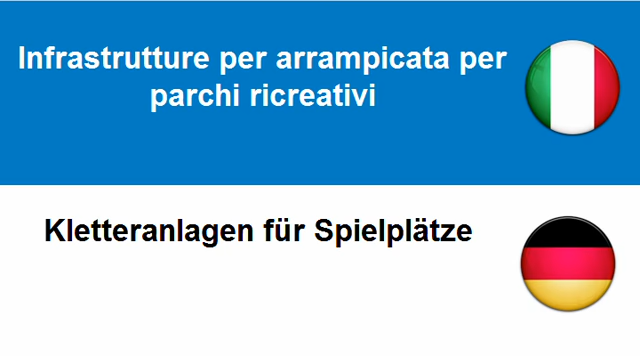 Infrastrutture per arrampicata per
parchi ricreativi
Kletteranlagen für Spielplätze